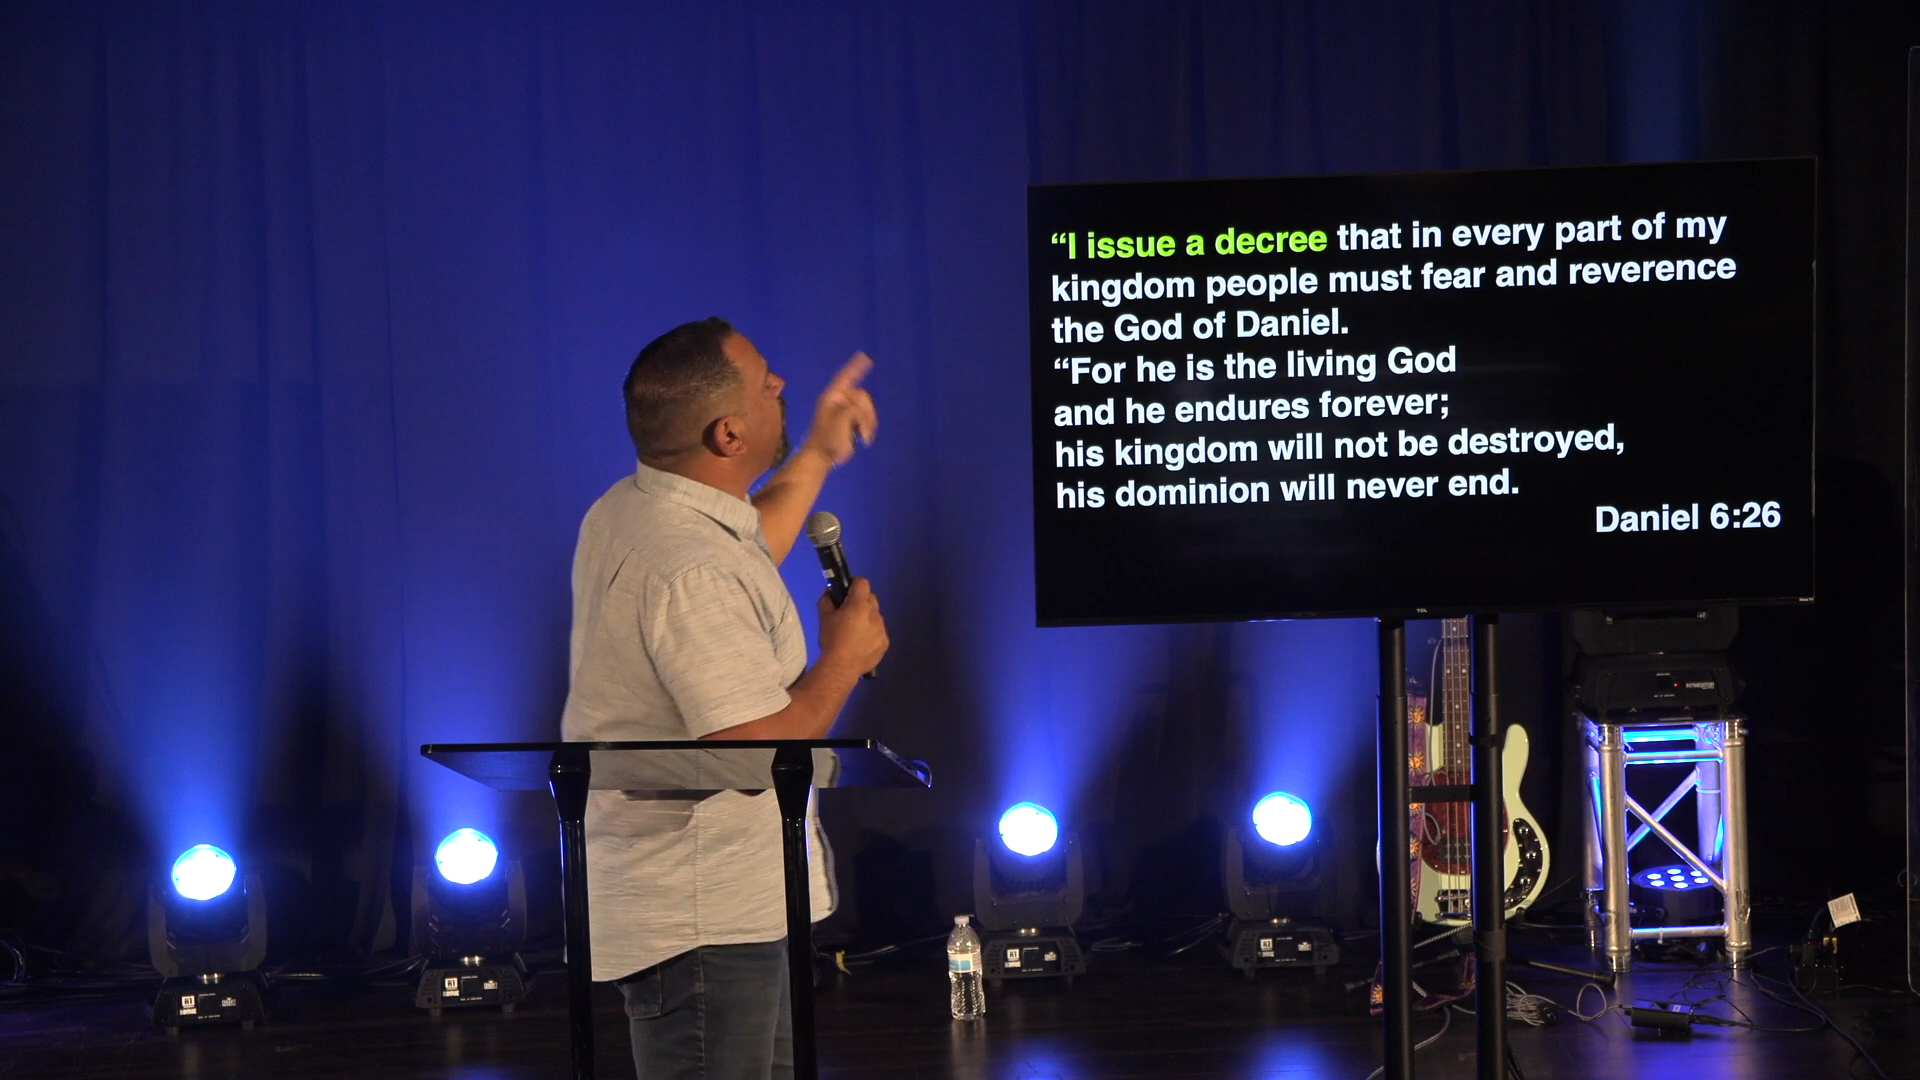 “I issue a decree that in every part of my
kingdom people must fear and reverence
the God of Daniel.
“For he is the living God
and he endures forever;
his kingdom will not be destroyed,
his dominion will never end.
Daniel 6:26
TCL